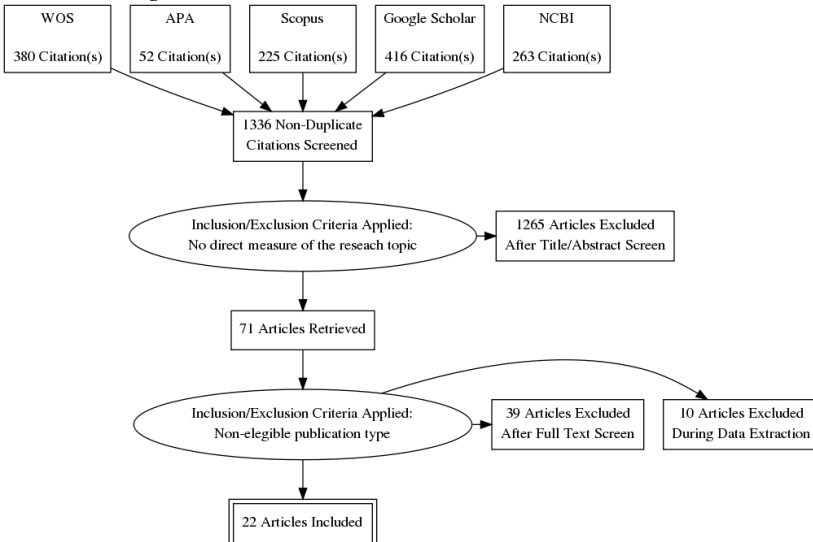 WOS
380 Citation(s)
APA
52 Citation(s)
Scopus
225 Citation(s)
Google Scholar
416 Citation(s)
NCBI
263 Citation(s)
1336 Non-Duplicate
Citations Screened
Inclusion/Exclusion Criteria Applied:
No direct measure of the reseach topic
1265 Articles Excluded
After Title/Abstract Screen
71 Articles Retrieved
Inclusion/Exclusion Criteria Applied:
Non-elegible publication type
39 Articles Excluded
After Full Text Screen
10 Articles Excluded
During Data Extraction
22 Articles Included